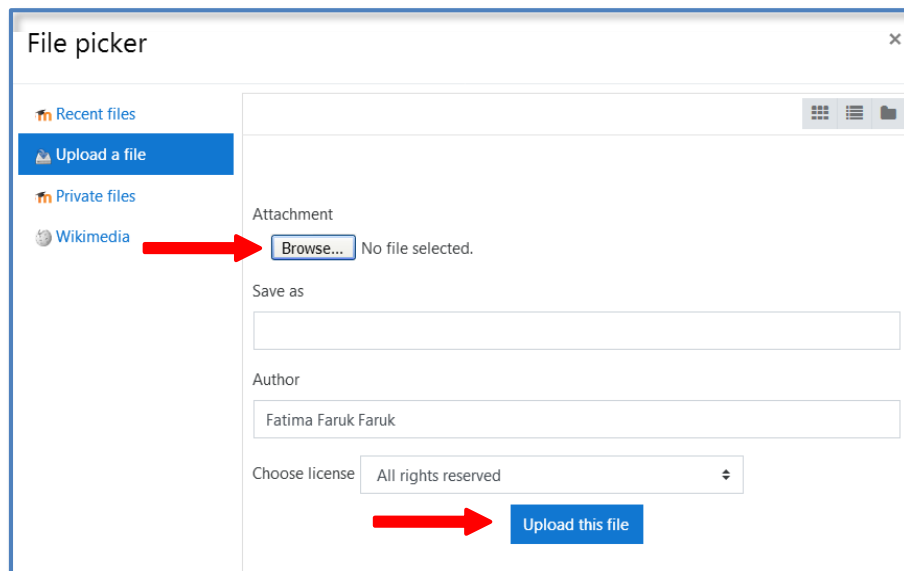 File picker
×
Recent files
Upload a file
Private files
Wikimedia
Attachment
Browse... No file selected.
Save as
Author
Fatima Faruk Faruk
Choose license All rights reserved
Upload this file